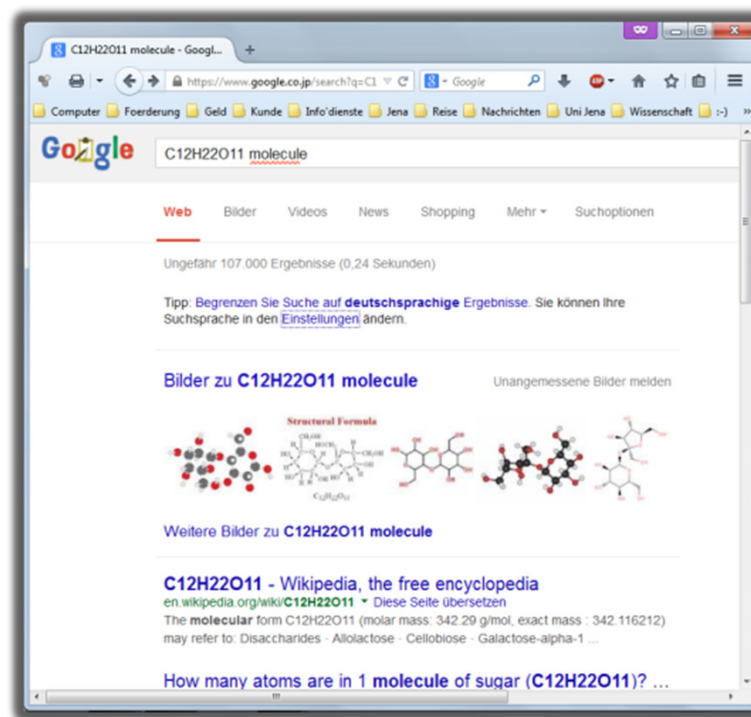 C12H22O11 molecule - Googl...
https://www.google.co.jp/search?q=C1
Google
Computer Foerderung Geld Kunde Info'dienste Jena Reise Nachrichten Uni Jena Wissenschaft :-) »
Google
C12H22O11 molecule
Web Bilder Videos News Shopping Mehr Suchoptionen
Ungefähr 107.000 Ergebnisse (0,24 Sekunden)
Tipp: Begrenzen Sie Suche auf deutschsprachige Ergebnisse. Sie können Ihre
Suchsprache in den Einstellungen ändern.
Bilder zu C12H22O11 molecule Unangemessene Bilder melden
Structural Formula
C12H22O11
Weitere Bilder zu C12H22O11 molecule
C12H22O11 - Wikipedia, the free encyclopedia
en.wikipedia.org/wiki/C12H22O11 Diese Seite übersetzen
The molecular form C12H22O11 (molar mass: 342.29 g/mol, exact mass : 342.116212)
may refer to: Disaccharides · Allolactose · Cellobiose · Galactose-alpha-1 ...
How many atoms are in 1 molecule of sugar (C12H22O11)? ...